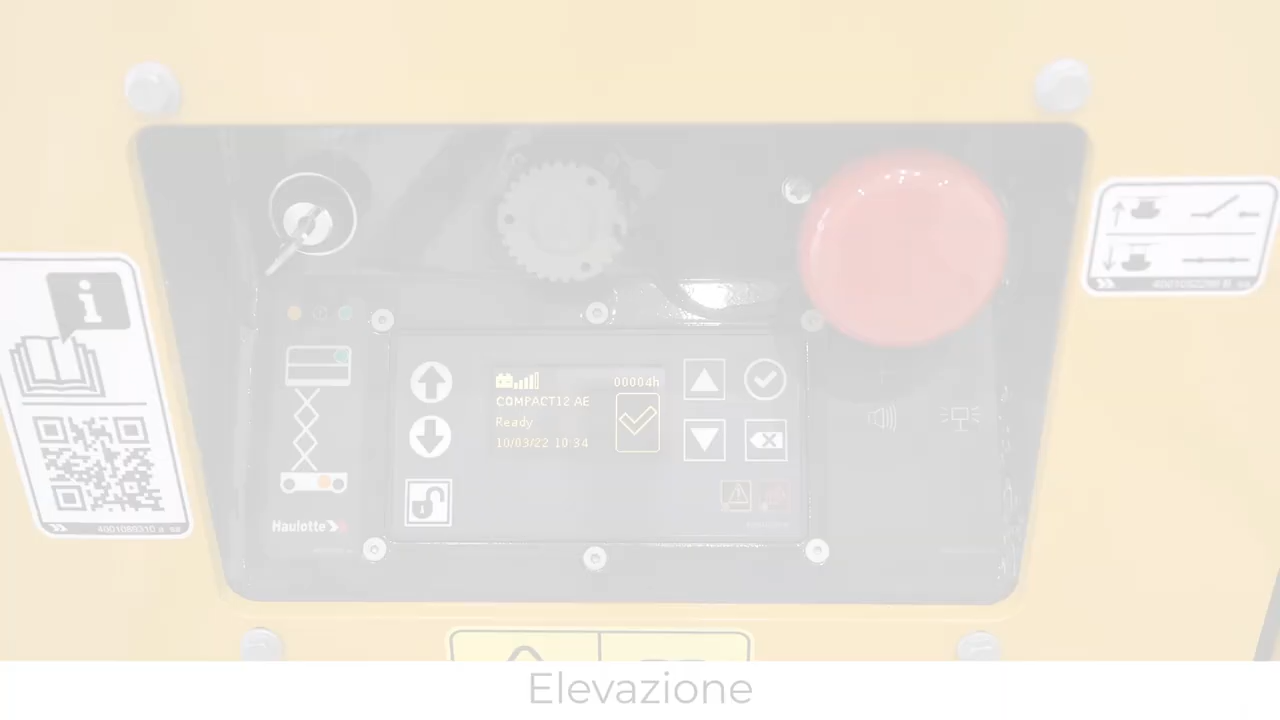 00004h
COMPACT12 AE
Ready
10/03/22 10:34
Haulotte
Elevazione